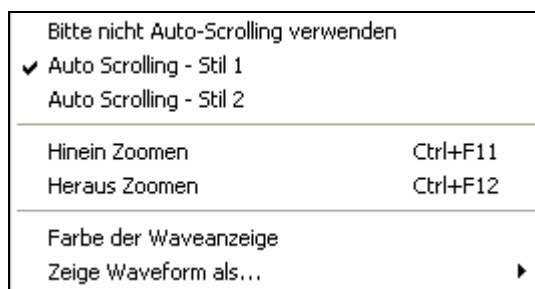 Bitte nicht Auto-Scrolling verwenden
Auto Scrolling - Stil 1
Auto Scrolling - Stil 2
Hinein Zoomen Ctrl+F11
Heraus Zoomen Ctrl+F12
Farbe der Waveanzeige
Zeige Waveform als...